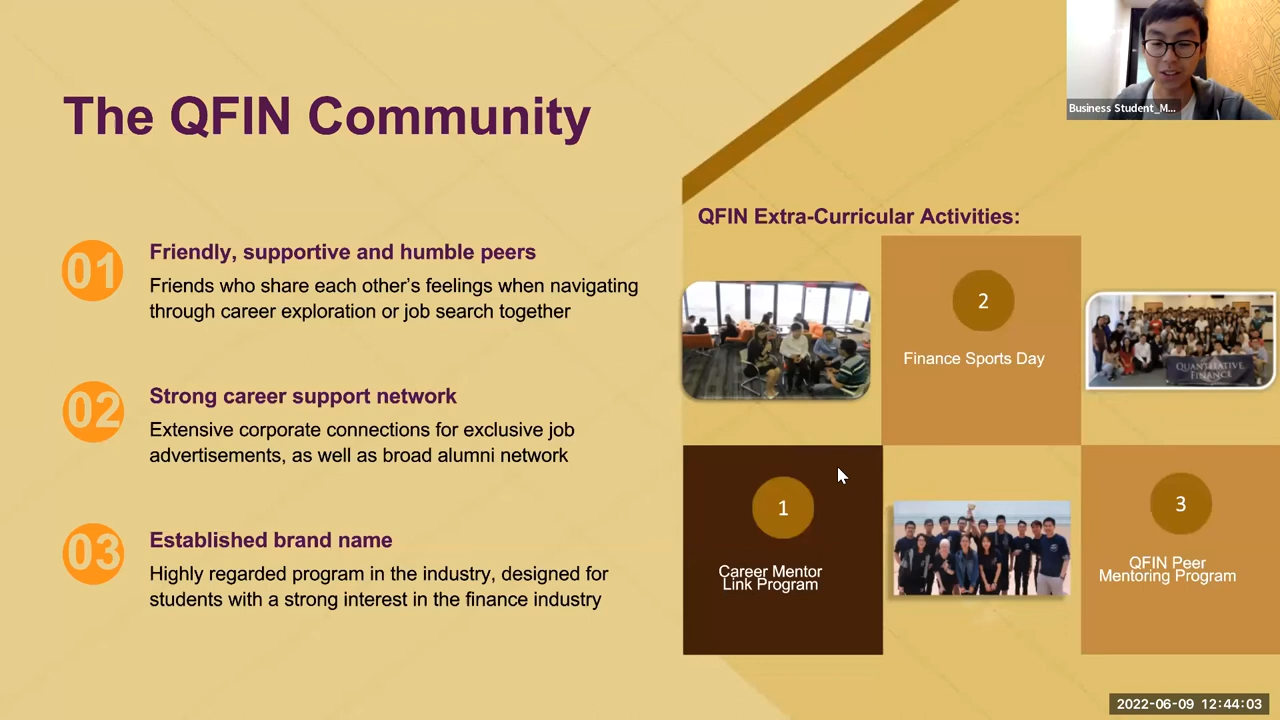 The QFIN Community
01
Friendly, supportive and humble peers
Friends who share each other's feelings when navigating
through career exploration or job search together
02
Strong career support network
Extensive corporate connections for exclusive job
advertisements, as well as broad alumni network
03
Established brand name
Highly regarded program in the industry, designed for
students with a strong interest in the finance industry
Business Student_M...
QFIN Extra-Curricular Activities:
2
Finance Sports Day
QUANTITATIVE
FINANCE
1
Career Mentor
Link Program
3
QFIN Peer
Mentoring Program
2022-06-09 12:44:03